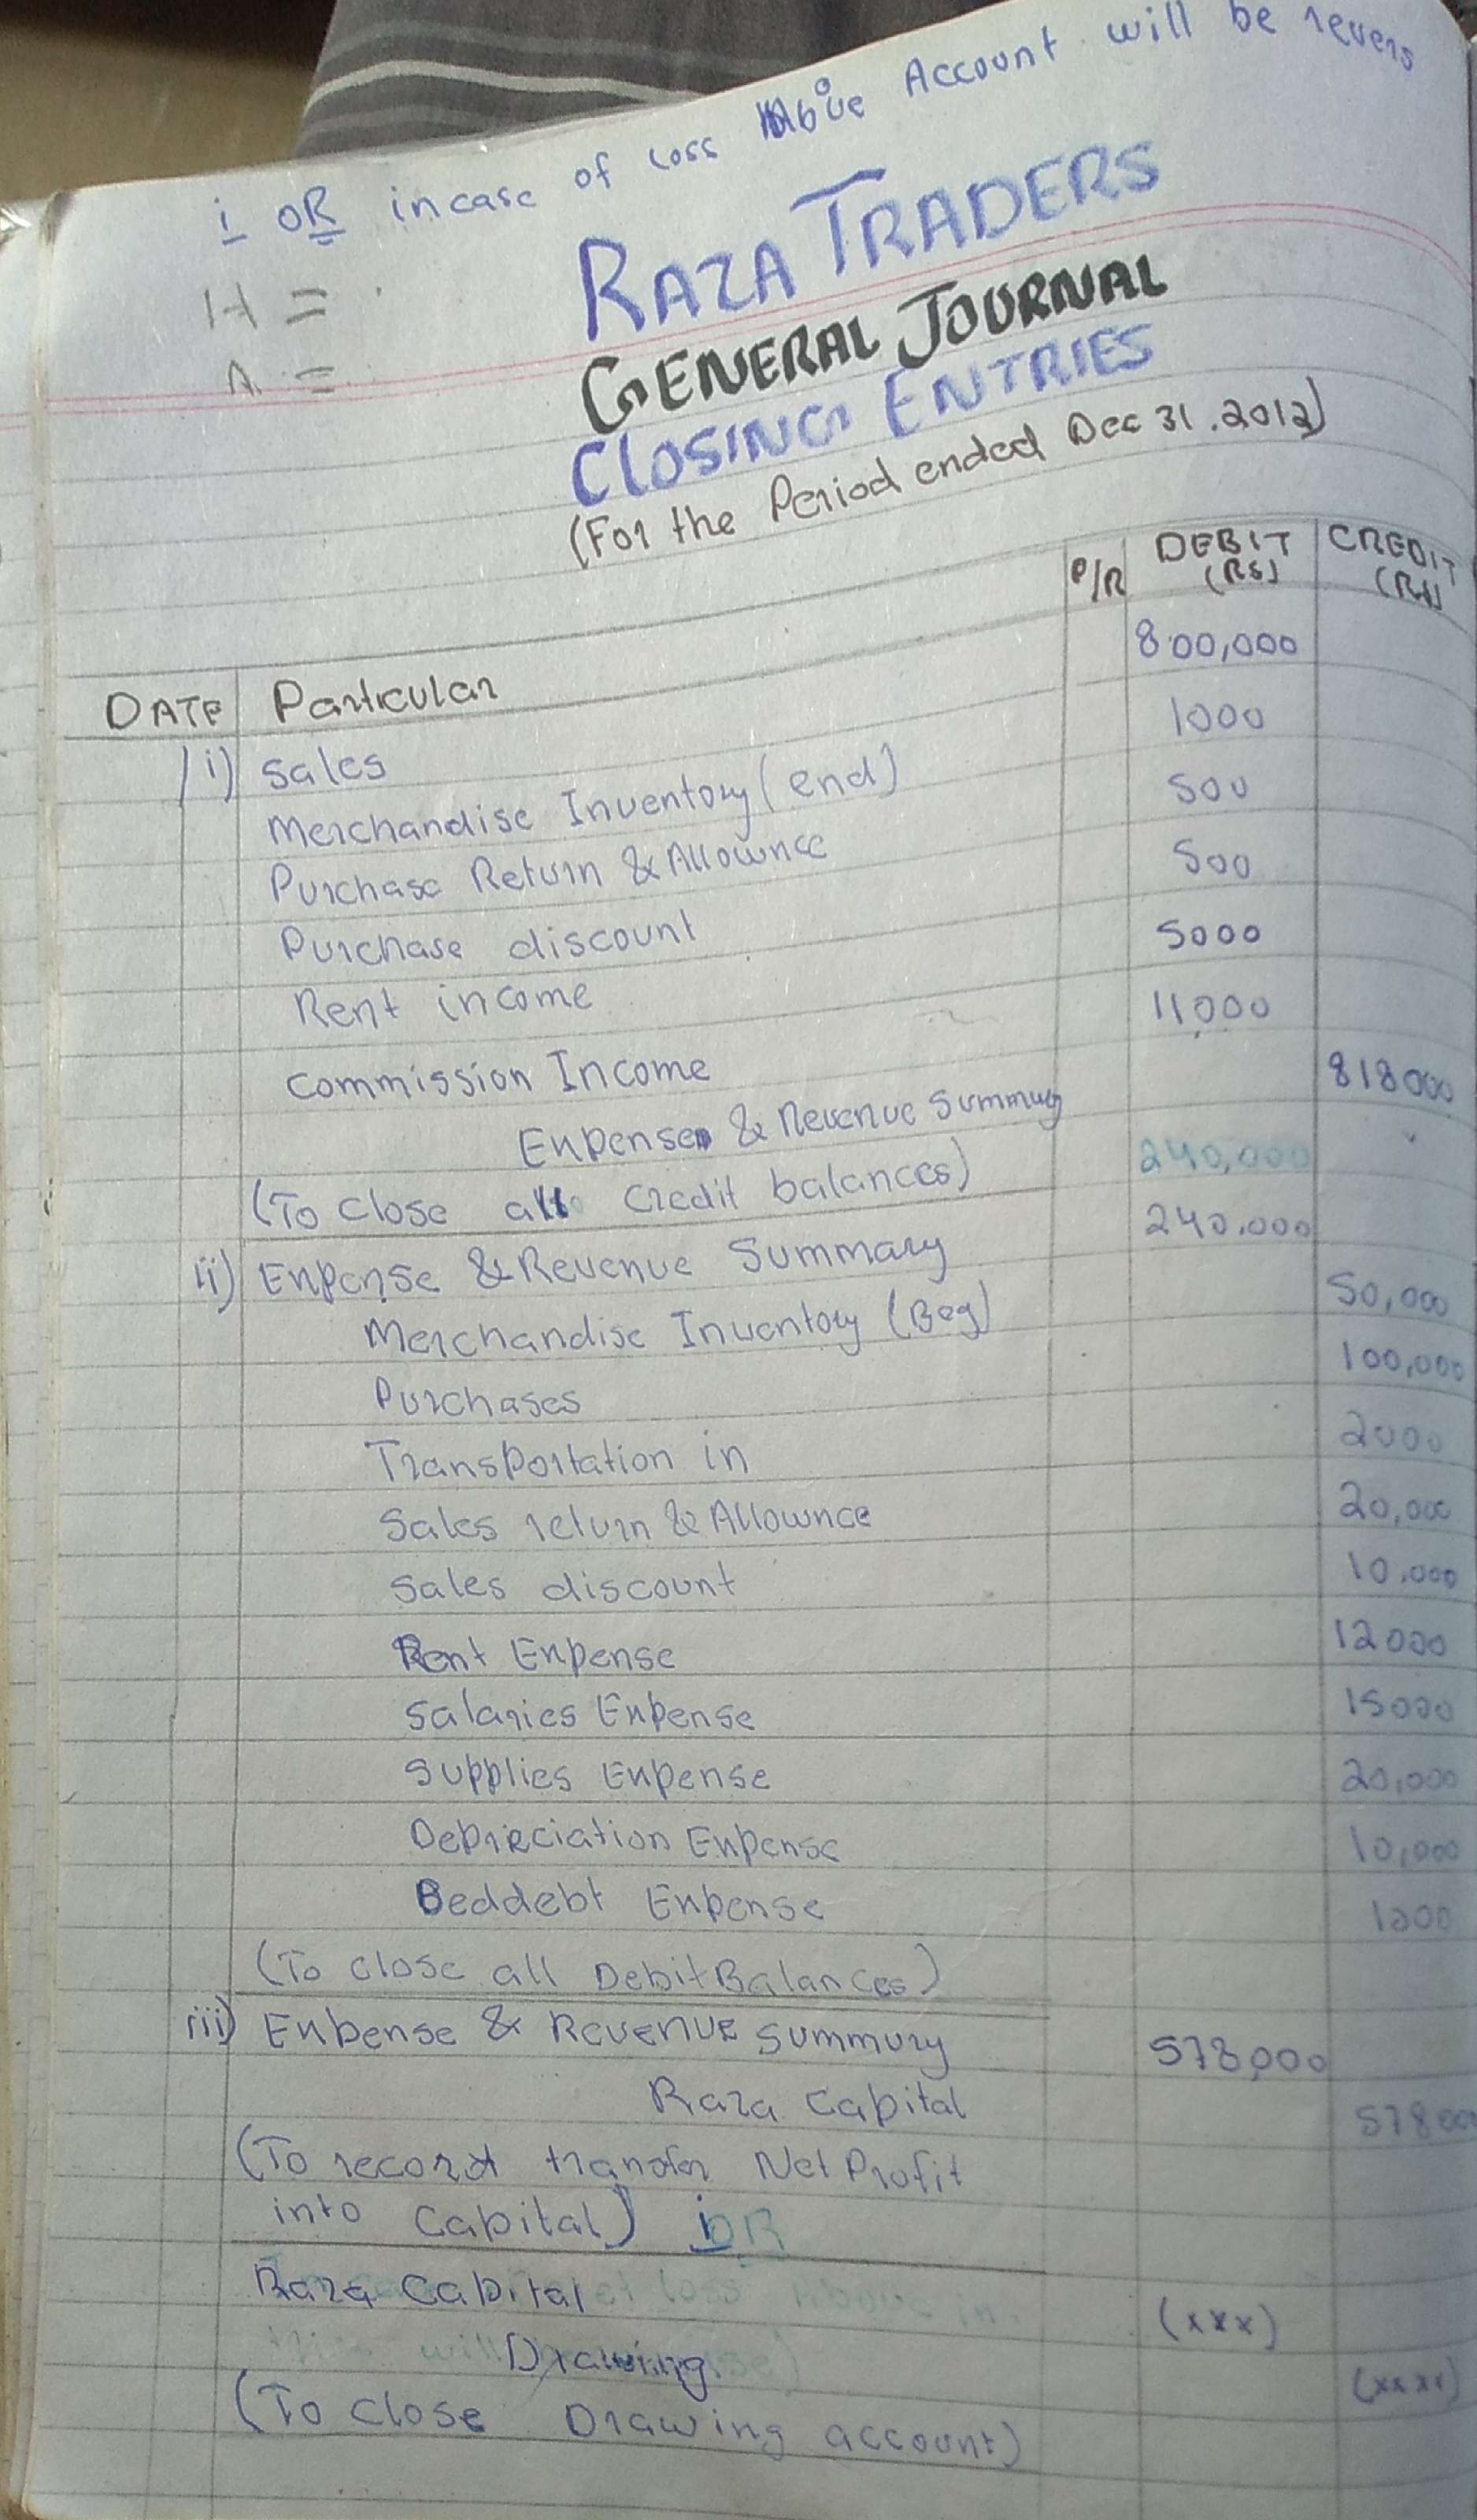 i OR incase of Loss Above Account will be revers
RAZA TRADERS
GENERAL JOURNAL
CLOSING ENTRIES
(For the Period ended Dec 31.2012)
DATE Particular P/R DEBIT (RS) CREDIT (RS)
i) Sales 800,000
Merchandise Inventory (end) 1000
Purchase Return & Allownce 500
Purchase discount 500
Rent income 5000
Commission Income 11,000
Expense & Revenue Summury 818000
(To close all Credit balances) 240,000
ii) Expense & Revenue Summary 240.000
Merchandise Inventory (Beg) 50,000
Purchases 100,000
Transportation in 2000
Sales return & Allownce 20,000
Sales discount 10.000
Rent Expense 12000
Salaries Expense 15000
Supplies Expense 20,000
Depreciation Expense 10,000
Beddebt Expense 1000
(To close all Debit Balances)
iii) Expense & Revenue Summury 578,000
Raza Capital 57800
(To record transfer Net Profit
into Capital) i OR
Raza Capital (xxx)
Drawing. (xxxx)
(To Close Drawing account)